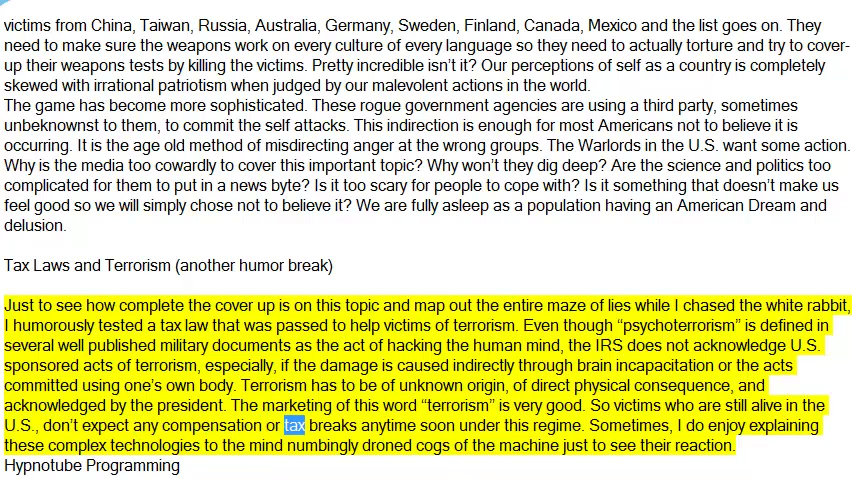 victims from China, Taiwan, Russia, Australia, Germany, Sweden, Finland, Canada, Mexico and the list goes on. They
need to make sure the weapons work on every culture of every language so they need to actually torture and try to cover-
up their weapons tests by killing the victims. Pretty incredible isn’t it? Our perceptions of self as a country is completely
skewed with irrational patriotism when judged by our malevolent actions in the world.
The game has become more sophisticated. These rogue government agencies are using a third party, sometimes
unbeknownst to them, to commit the self attacks. This indirection is enough for most Americans not to believe it is
occurring. It is the age old method of misdirecting anger at the wrong groups. The Warlords in the U.S. want some action.
Why is the media too cowardly to cover this important topic? Why won’t they dig deep? Are the science and politics too
complicated for them to put in a news byte? Is it too scary for people to cope with? Is it something that doesn’t make us
feel good so we will simply chose not to believe it? We are fully asleep as a population having an American Dream and
delusion.
Tax Laws and Terrorism (another humor break)
Just to see how complete the cover up is on this topic and map out the entire maze of lies while I chased the white rabbit,
I humorously tested a tax law that was passed to help victims of terrorism. Even though “psychoterrorism” is defined in
several well published military documents as the act of hacking the human mind, the IRS does not acknowledge U.S.
sponsored acts of terrorism, especially, if the damage is caused indirectly through brain incapacitation or the acts
committed using one’s own body. Terrorism has to be of unknown origin, of direct physical consequence, and
acknowledged by the president. The marketing of this word “terrorism” is very good. So victims who are still alive in the
U.S., don’t expect any compensation or tax breaks anytime soon under this regime. Sometimes, I do enjoy explaining
these complex technologies to the mind numbingly droned cogs of the machine just to see their reaction.
Hypnotube Programming